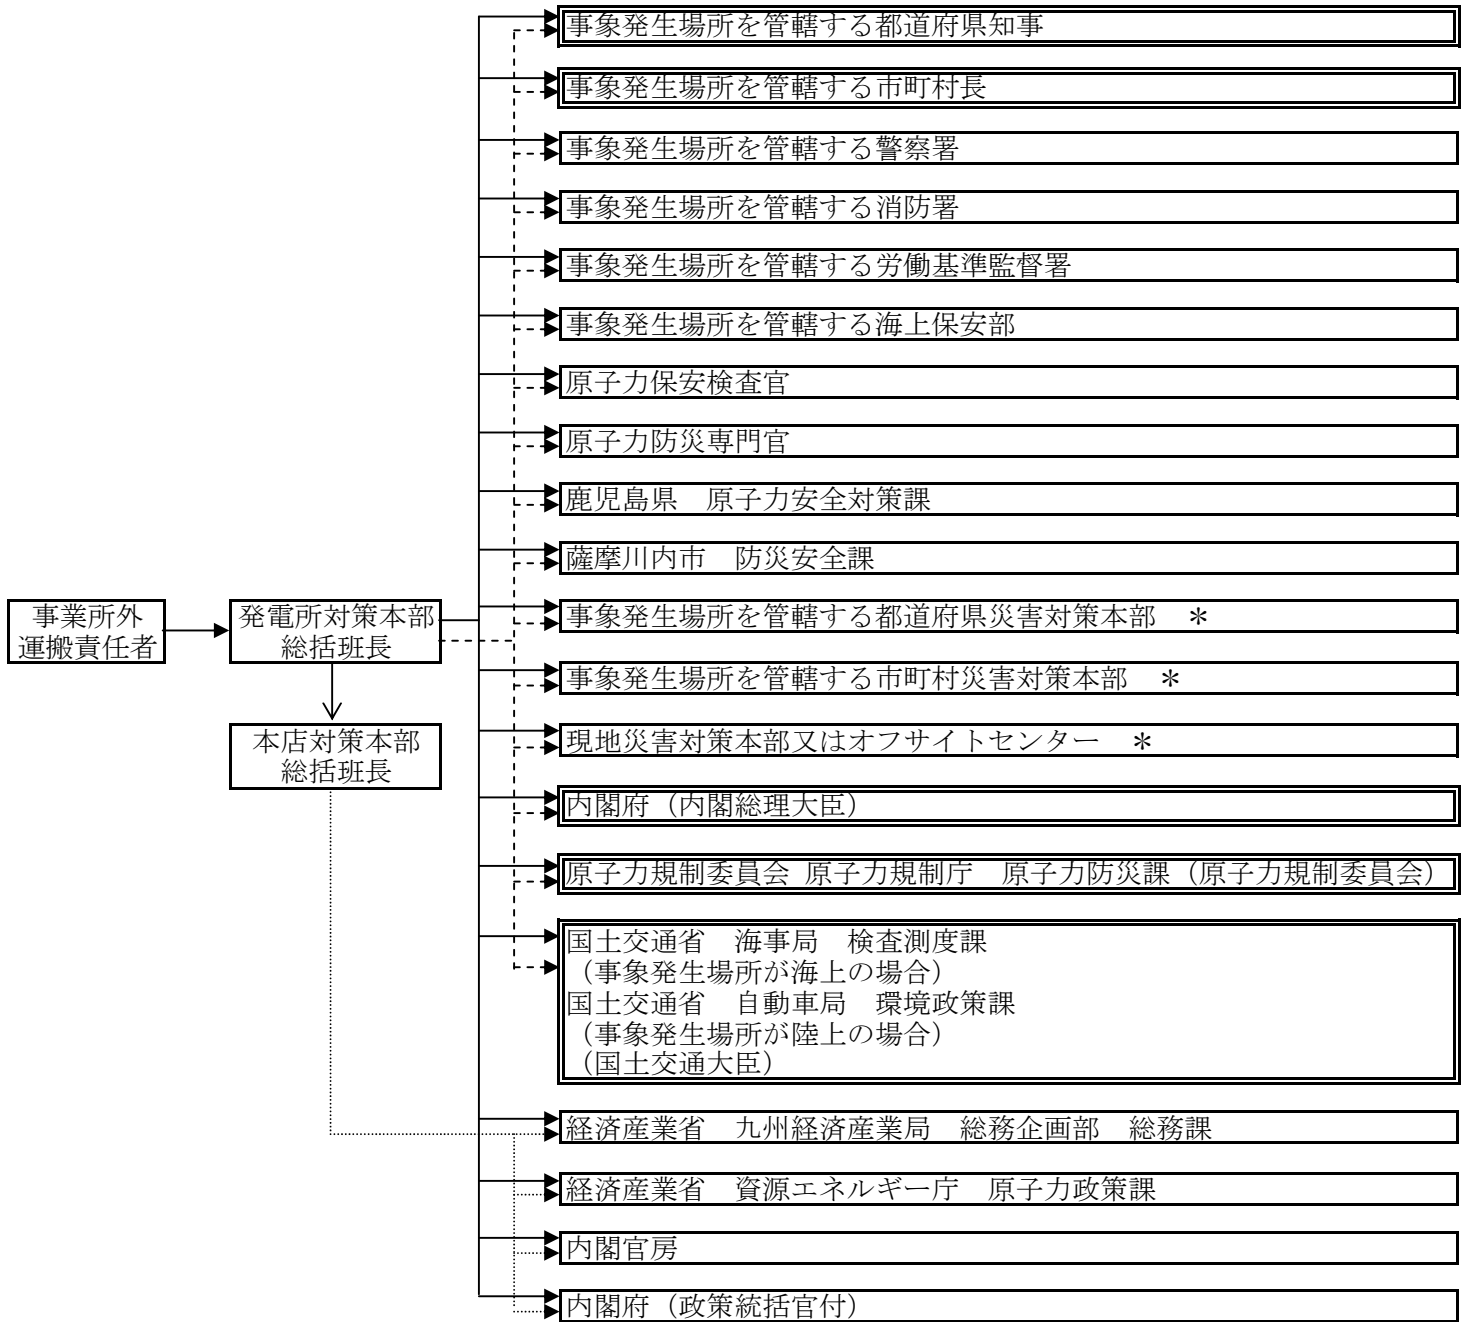 事象発生場所を管轄する都道府県知事
事象発生場所を管轄する市町村長
事象発生場所を管轄する警察署
事象発生場所を管轄する消防署
事象発生場所を管轄する労働基準監督署
事象発生場所を管轄する海上保安部
原子力保安検査官
原子力防災専門官
鹿児島県　原子力安全対策課
薩摩川内市　防災安全課
事業所外
運搬責任者
発電所対策本部
総括班長
事象発生場所を管轄する都道府県災害対策本部　＊
事象発生場所を管轄する市町村災害対策本部　＊
本店対策本部
総括班長
現地災害対策本部又はオフサイトセンター　＊
内閣府（内閣総理大臣）
原子力規制委員会 原子力規制庁　原子力防災課（原子力規制委員会）
国土交通省　海事局　検査測度課
（事象発生場所が海上の場合）
国土交通省　自動車局　環境政策課
（事象発生場所が陸上の場合）
（国土交通大臣）
経済産業省　九州経済産業局　総務企画部　総務課
経済産業省　資源エネルギー庁　原子力政策課
内閣官房
内閣府（政策統括官付）